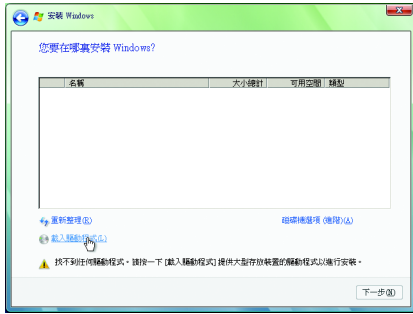 安裝 Windows
您要在哪裏安裝 Windows?
名稱 大小總計 可用空間 類型
重新整理(R) 磁碟機選項 (進階)(A)
載入驅動程式(L)
找不到任何驅動程式。請按一下 [載入驅動程式] 提供大型存放裝置的驅動程式以進行安裝。
下一步(N)